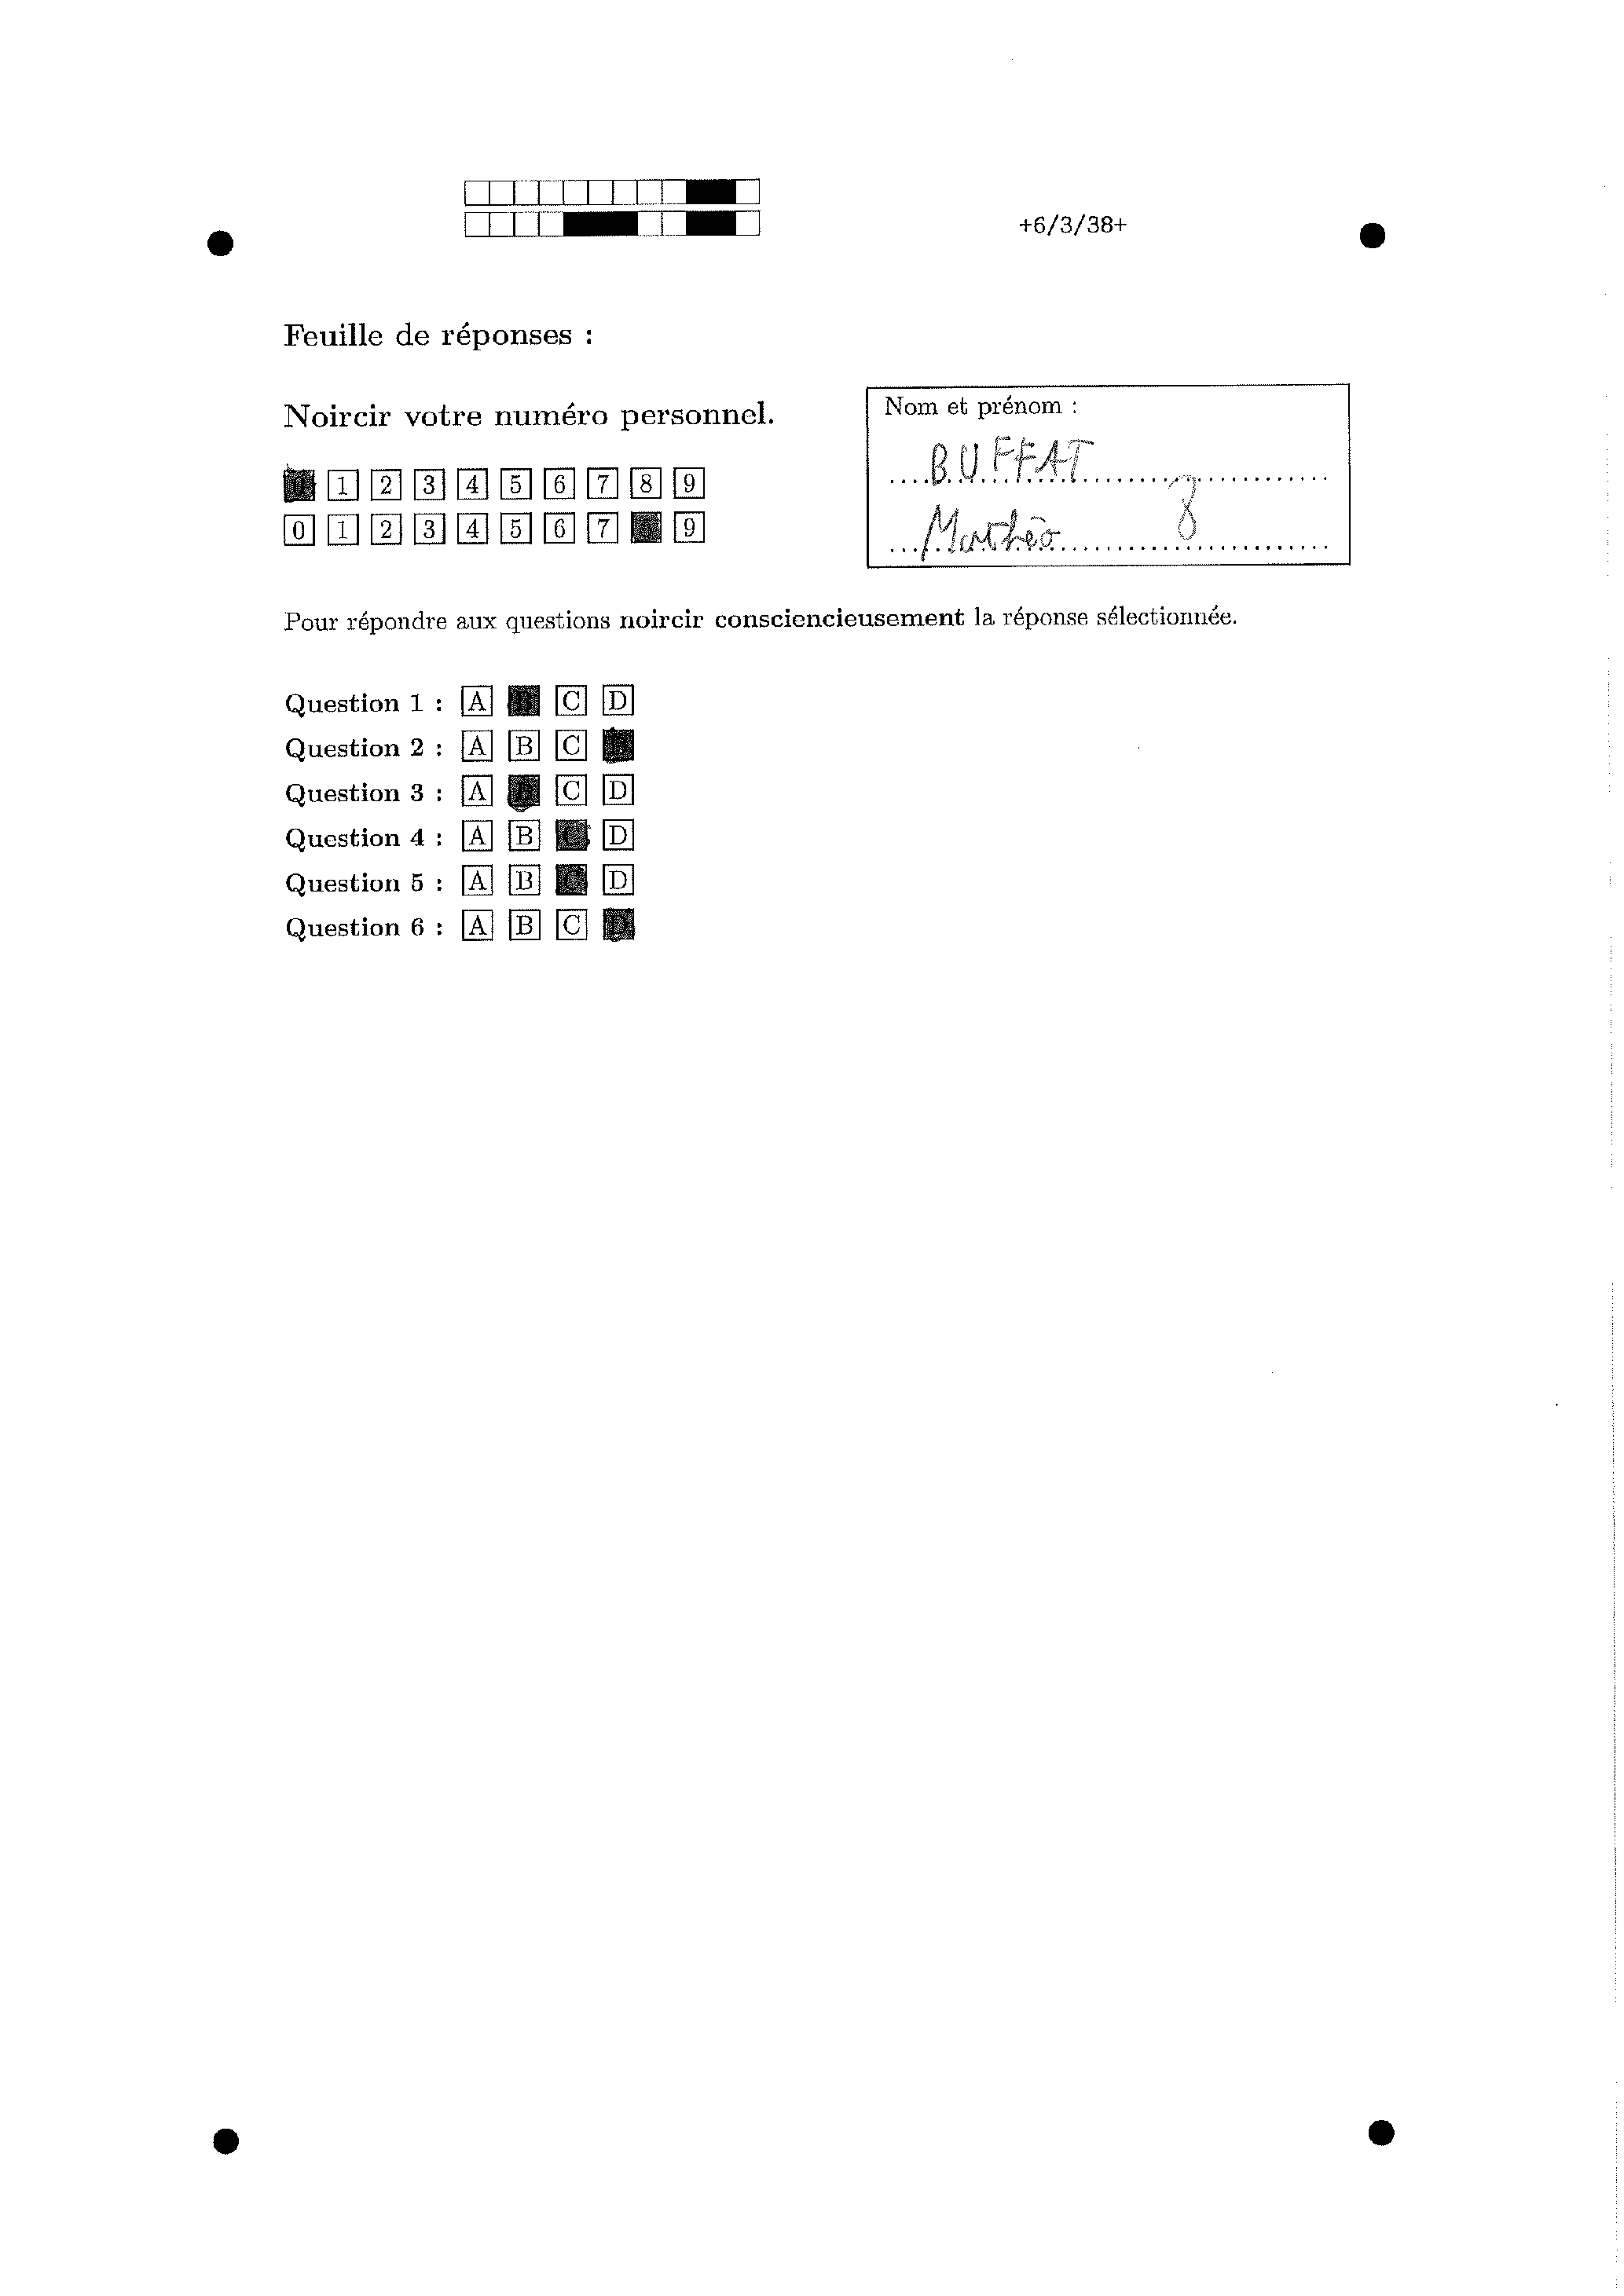 +6/3/38+
Feuille de réponses :
Noircir votre numéro personnel.
Nom et prénom :
BUFFAT
Mathéo 8
0 1 2 3 4 5 6 7 8 9
0 1 2 3 4 5 6 7 9
Pour répondre aux questions noircir consciencieusement la réponse sélectionnée.
Question 1 : A B C D
Question 2 : A B C
Question 3 : A B C D
Question 4 : A B C D
Question 5 : A B C D
Question 6 : A B C D